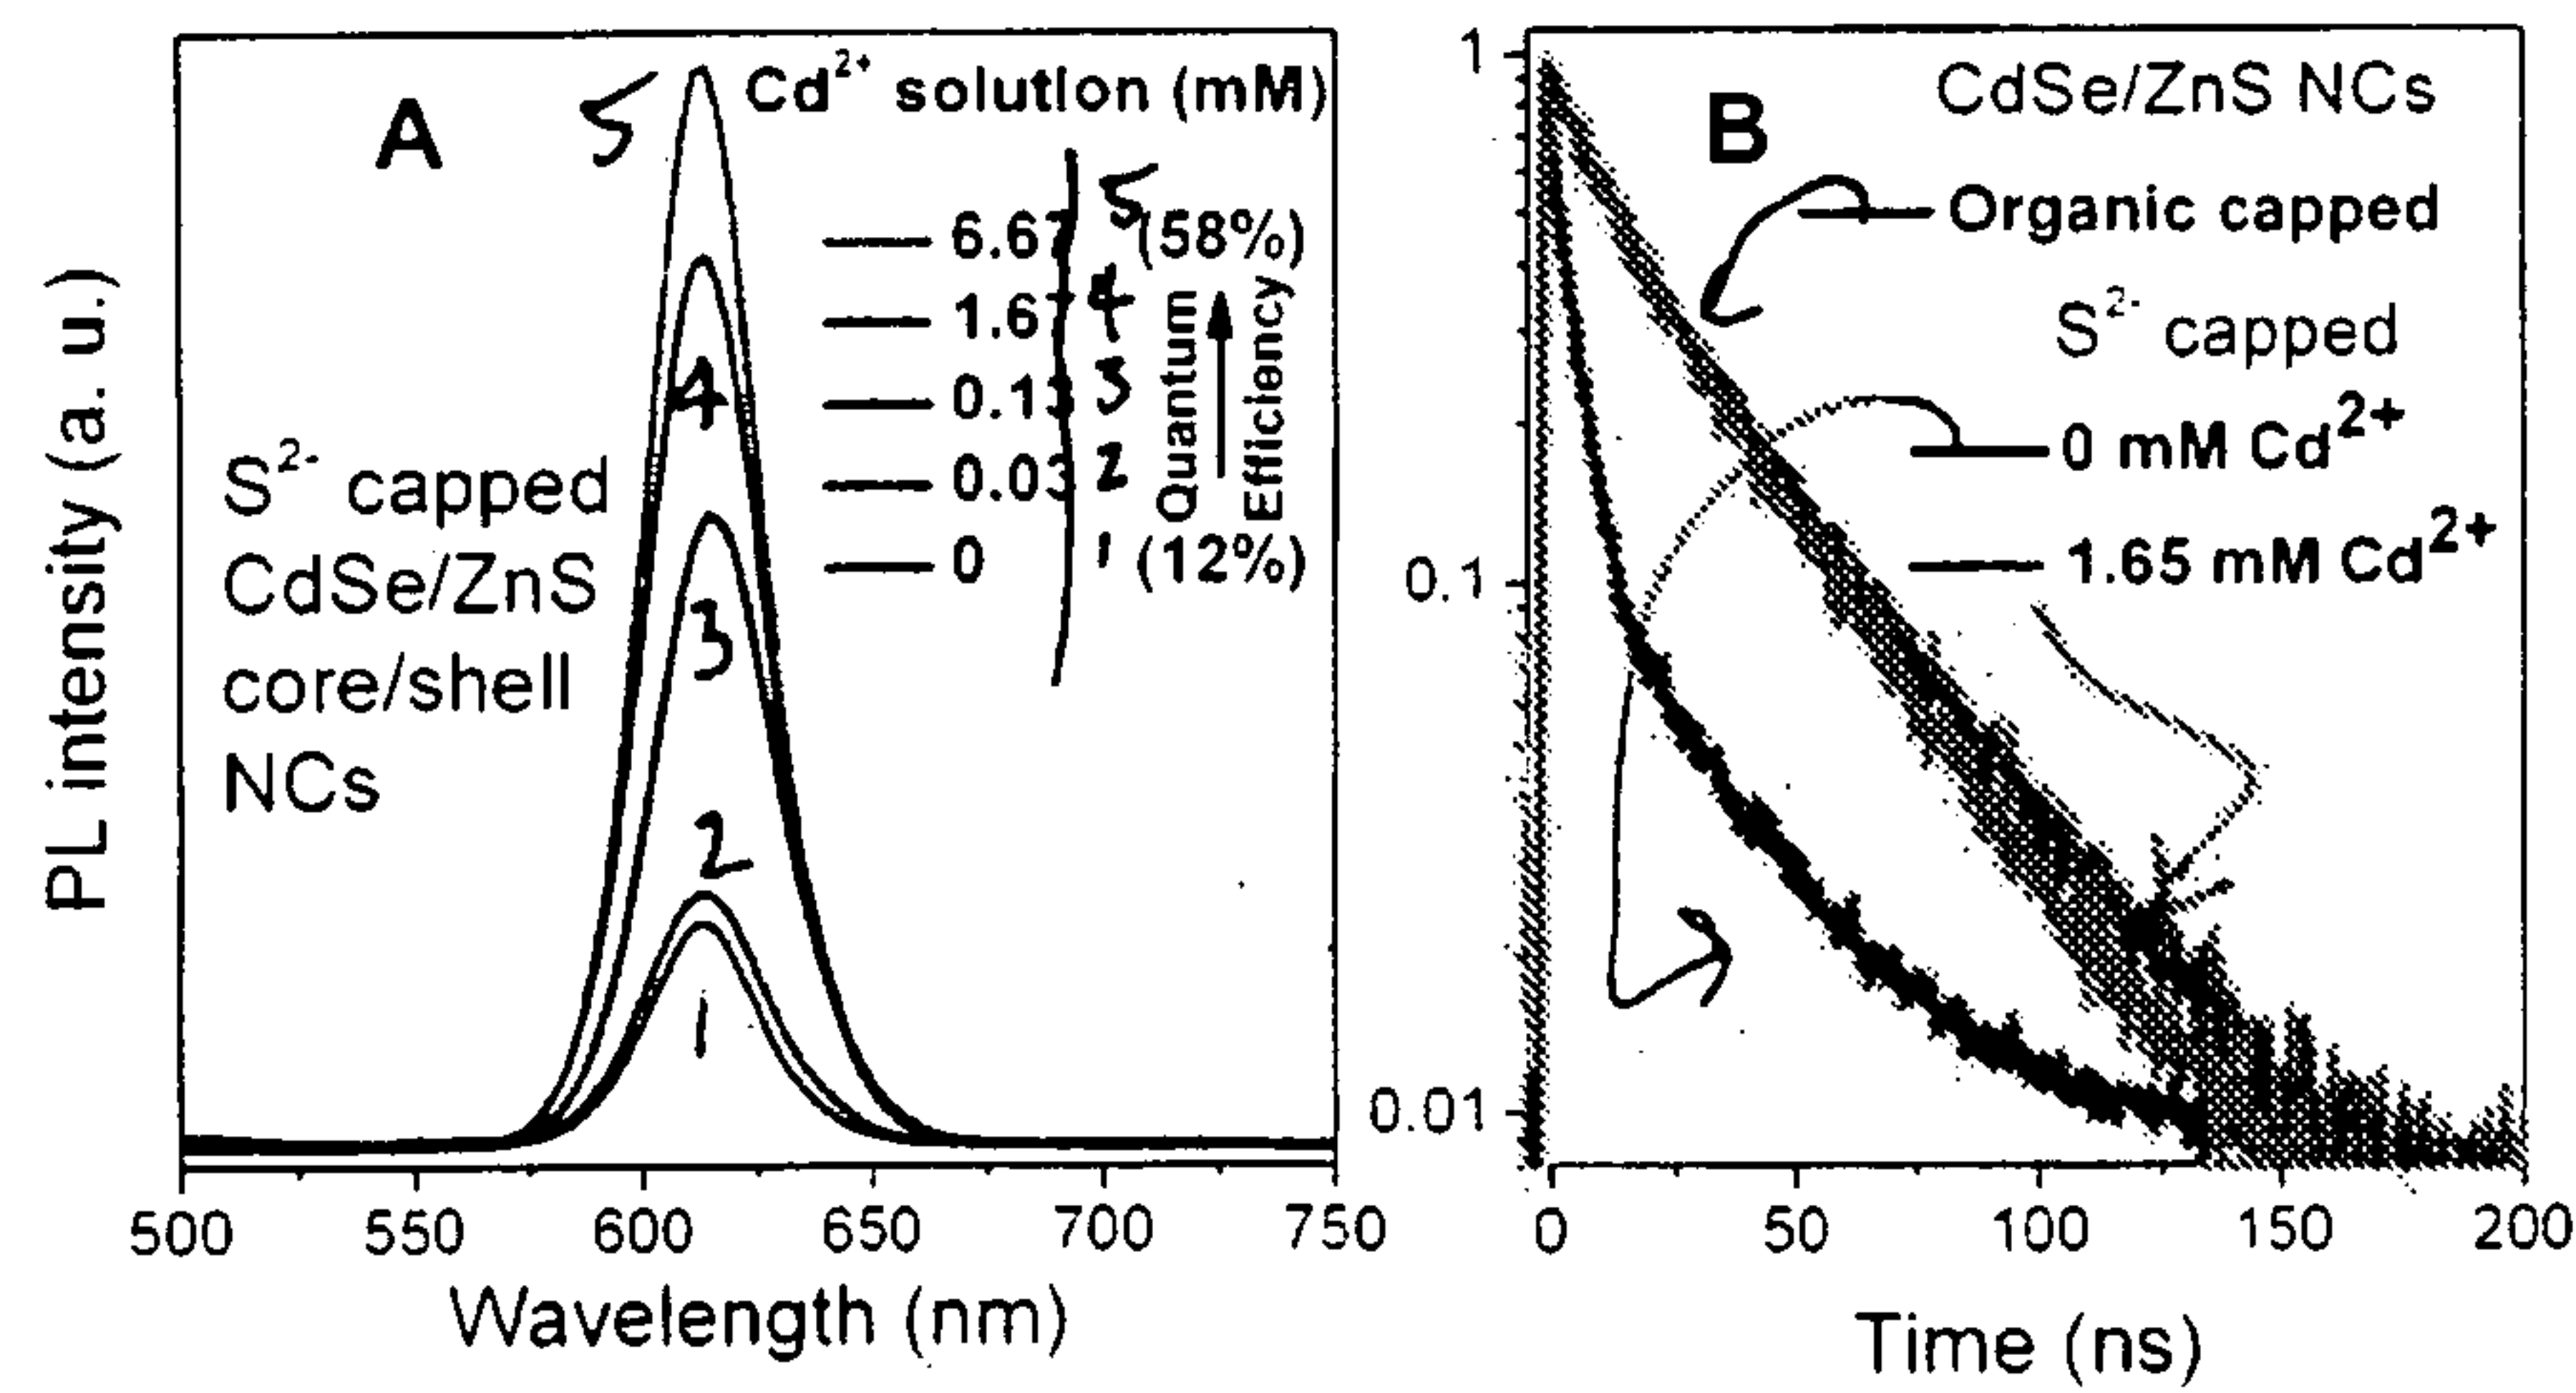 A
5
Cd²⁺ solution (mM)
6.67 5 (58%)
1.67 4
0.13 3
0.03 2
0 1 (12%)
Quantum
Efficiency
S²⁻ capped
CdSe/ZnS
core/shell
NCs
4
3
2
1
PL intensity (a. u.)
500 550 600 650 700 750
Wavelength (nm)
B
CdSe/ZnS NCs
Organic capped
S²⁻ capped
0 mM Cd²⁺
1.65 mM Cd²⁺
1
0.1
0.01
0 50 100 150 200
Time (ns)